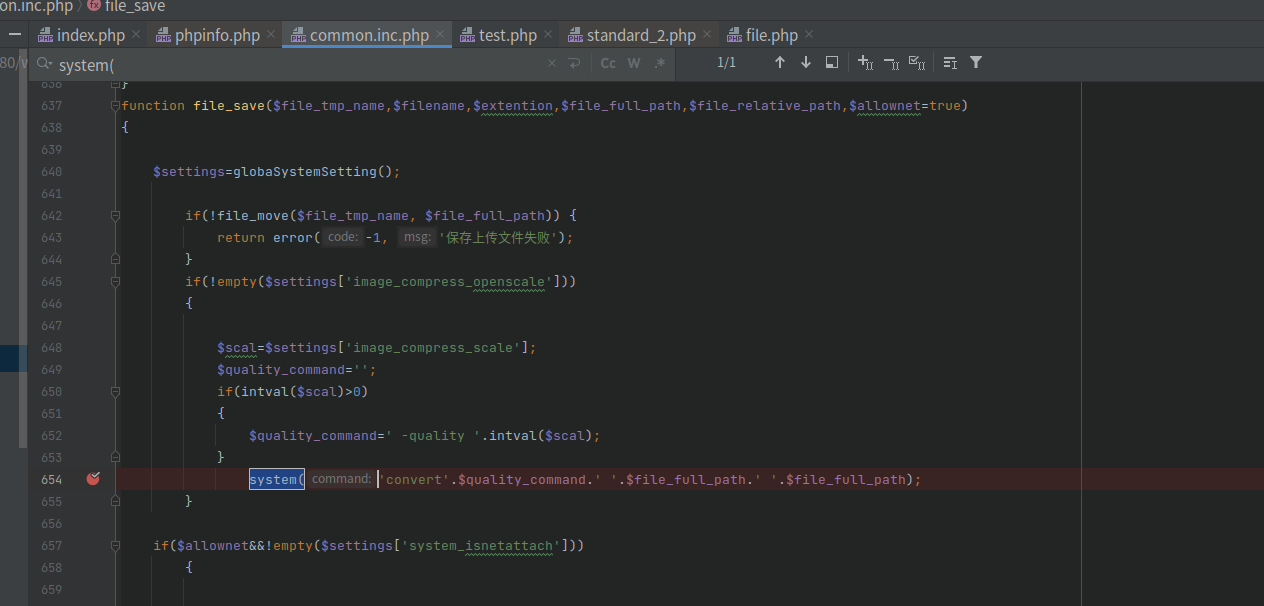 on.inc.php > file_save
index.php × phpinfo.php × common.inc.php × test.php × standard_2.php × file.php ×
80/ system( × Cc W .* 1/1
636 }
637 function file_save($file_tmp_name,$filename,$extention,$file_full_path,$file_relative_path,$allownet=true)
638 {
639
640 $settings=globaSystemSetting();
641
642 if(!file_move($file_tmp_name, $file_full_path)) {
643 return error( code: -1, msg: '保存上传文件失败');
644 }
645 if(!empty($settings['image_compress_openscale']))
646 {
647
648 $scal=$settings['image_compress_scale'];
649 $quality_command='';
650 if(intval($scal)>0)
651 {
652 $quality_command=' -quality '.intval($scal);
653 }
654 system( command: 'convert'.$quality_command.' '.$file_full_path.' '.$file_full_path);
655 }
656
657 if($allownet&&!empty($settings['system_isnetattach']))
658 {
659